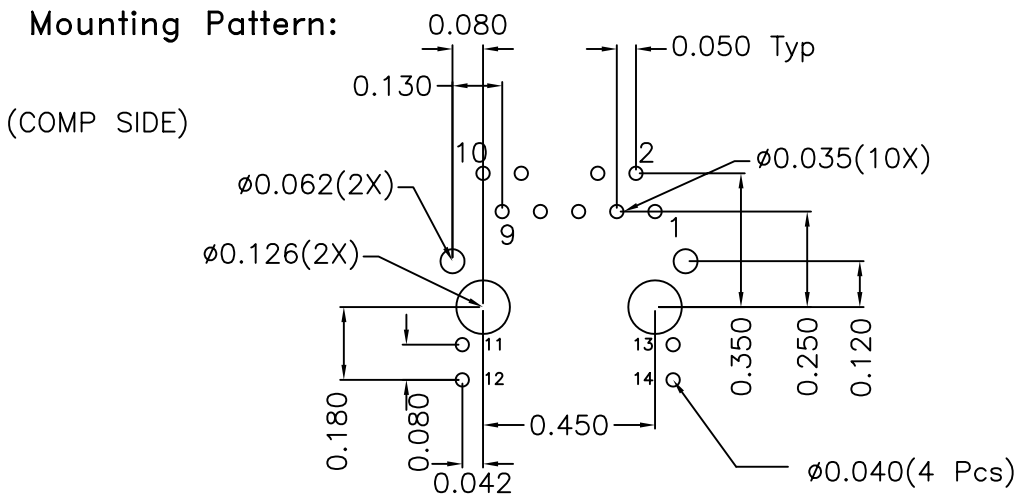 Mounting Pattern:
0.080
0.050 Typ
0.130
(COMP SIDE)
10
2
ø0.035(10X)
ø0.062(2X)
9
1
ø0.126(2X)
11
13
12
14
0.350
0.250
0.120
0.180
0.080
0.450
0.042
ø0.040(4 Pcs)